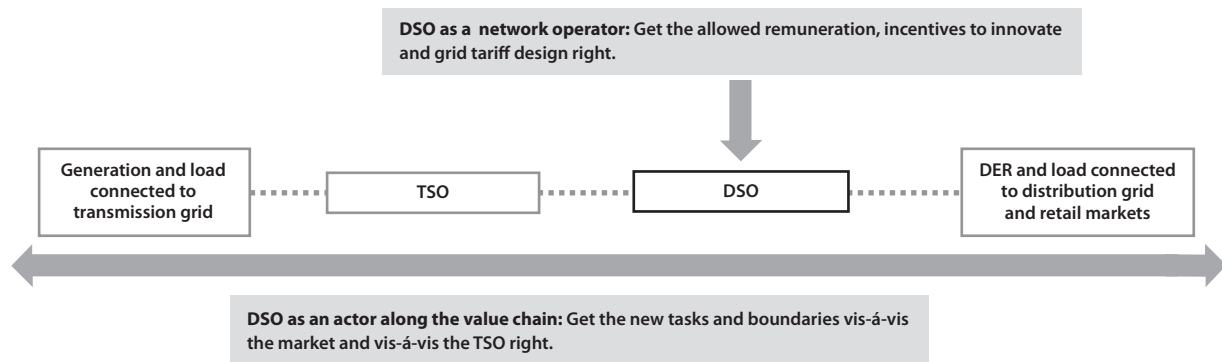 DSO as a network operator: Get the allowed remuneration, incentives to innovate
and grid tariff design right.
Generation and load
connected to
transmission grid
TSO
DSO
DER and load connected
to distribution grid
and retail markets
DSO as an actor along the value chain: Get the new tasks and boundaries vis-á-vis
the market and vis-á-vis the TSO right.